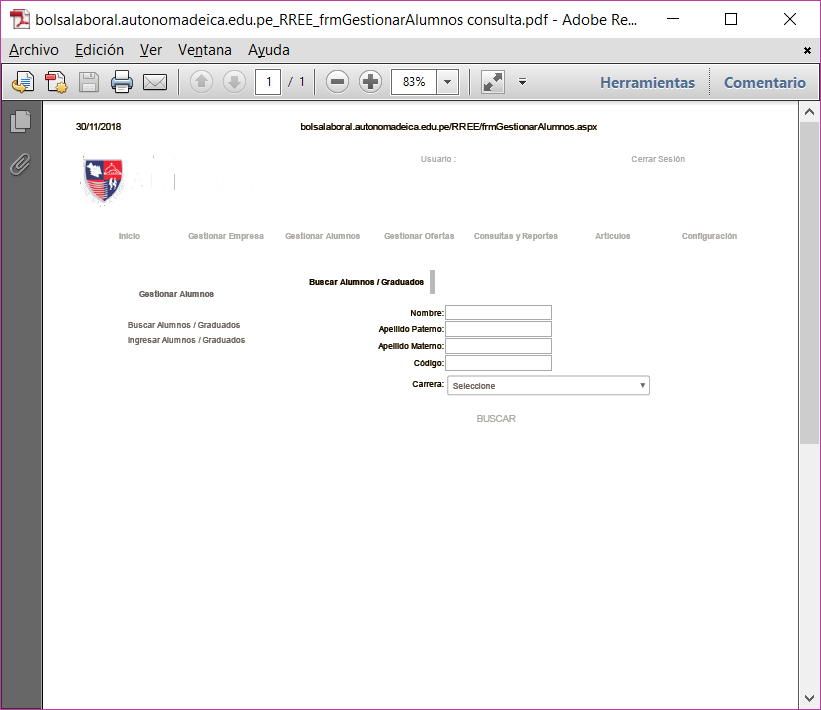 bolsalaboral.autonomadeica.edu.pe_RREE_frmGestionarAlumnos consulta.pdf - Adobe Re...
Archivo Edición Ver Ventana Ayuda
1 / 1 83% Herramientas Comentario
30/11/2018 bolsalaboral.autonomadeica.edu.pe/RREE/frmGestionarAlumnos.aspx
Usuario : Cerrar Sesión
Inicio Gestionar Empresa Gestionar Alumnos Gestionar Ofertas Consultas y Reportes Articulos Configuración
Buscar Alumnos / Graduados
Gestionar Alumnos
Nombre:
Buscar Alumnos / Graduados
Apellido Paterno:
Ingresar Alumnos / Graduados
Apellido Materno:
Código:
Carrera: Seleccione
BUSCAR